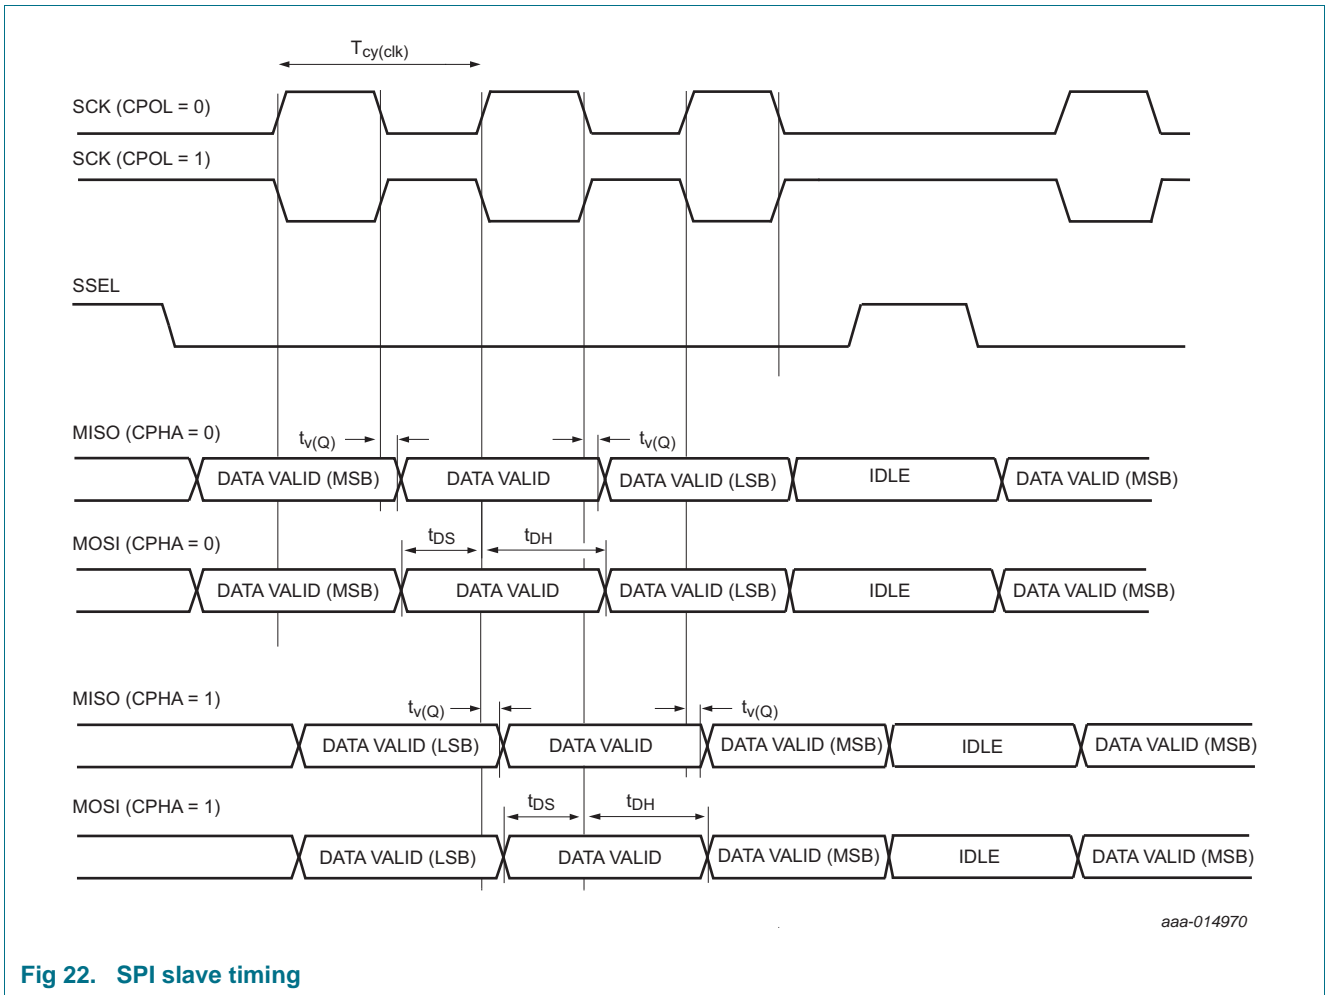 Tcy(clk)
SCK (CPOL = 0)
SCK (CPOL = 1)
SSEL
MISO (CPHA = 0)
tv(Q) tv(Q)
DATA VALID (MSB) DATA VALID DATA VALID (LSB) IDLE DATA VALID (MSB)
MOSI (CPHA = 0)
tDS tDH
DATA VALID (MSB) DATA VALID DATA VALID (LSB) IDLE DATA VALID (MSB)
MISO (CPHA = 1)
tv(Q) tv(Q)
DATA VALID (LSB) DATA VALID DATA VALID (MSB) IDLE DATA VALID (MSB)
MOSI (CPHA = 1)
tDS tDH
DATA VALID (LSB) DATA VALID DATA VALID (MSB) IDLE DATA VALID (MSB)
aaa-014970
Fig 22. SPI slave timing